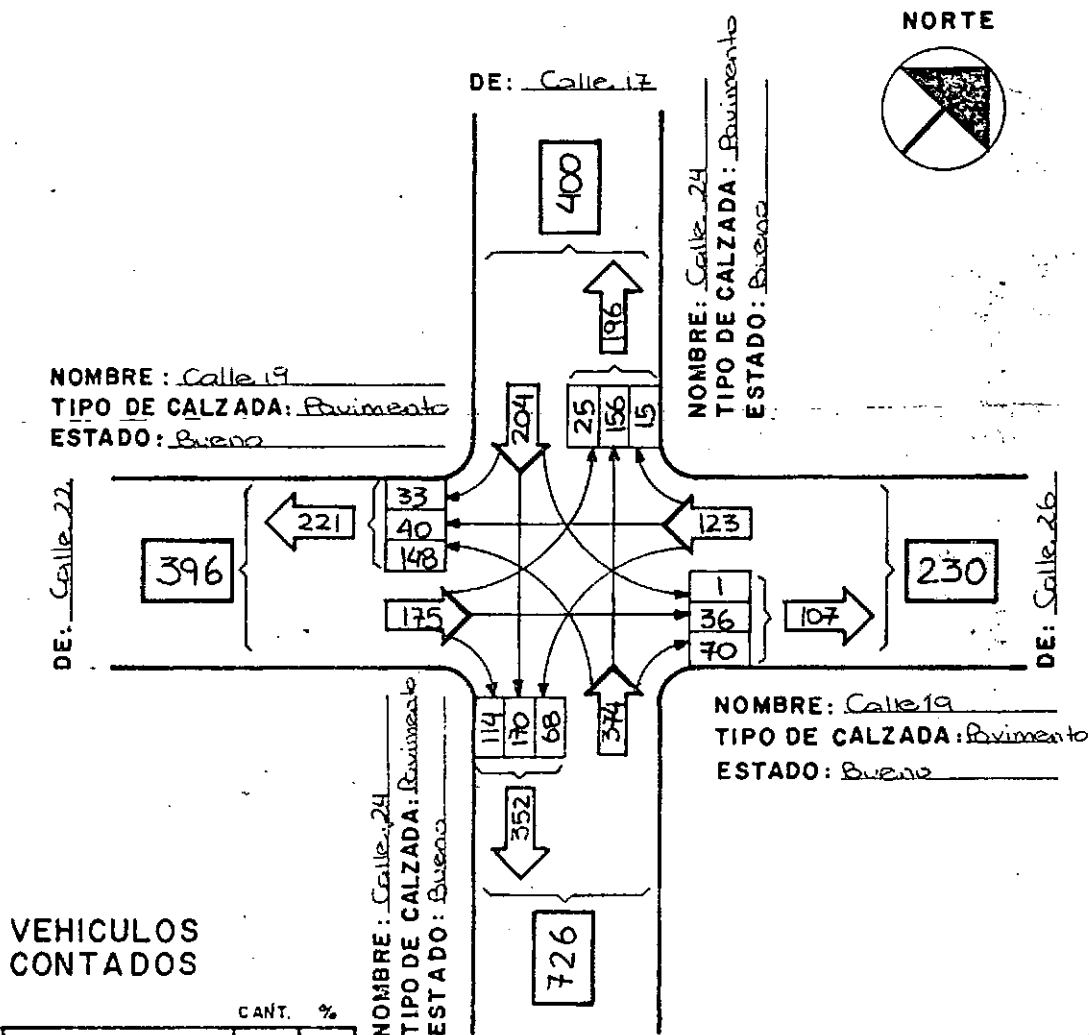 NORTE
DE: Calle 17
400
NOMBRE: Calle 24
TIPO DE CALZADA: Pavimento
ESTADO: Bueno
196
NOMBRE: Calle 19
TIPO DE CALZADA: Pavimento
ESTADO: Bueno
204
25 156 15
DE: Calle 22
396
221
33
40
148
123
230
DE: Calle 26
175
1
36
70
107
114 170 68
374
NOMBRE: Calle 19
TIPO DE CALZADA: Pavimento
ESTADO: Bueno
352
NOMBRE: Calle 24
TIPO DE CALZADA: Pavimento
ESTADO: Bueno
726
VEHICULOS
CONTADOS
CANT. %